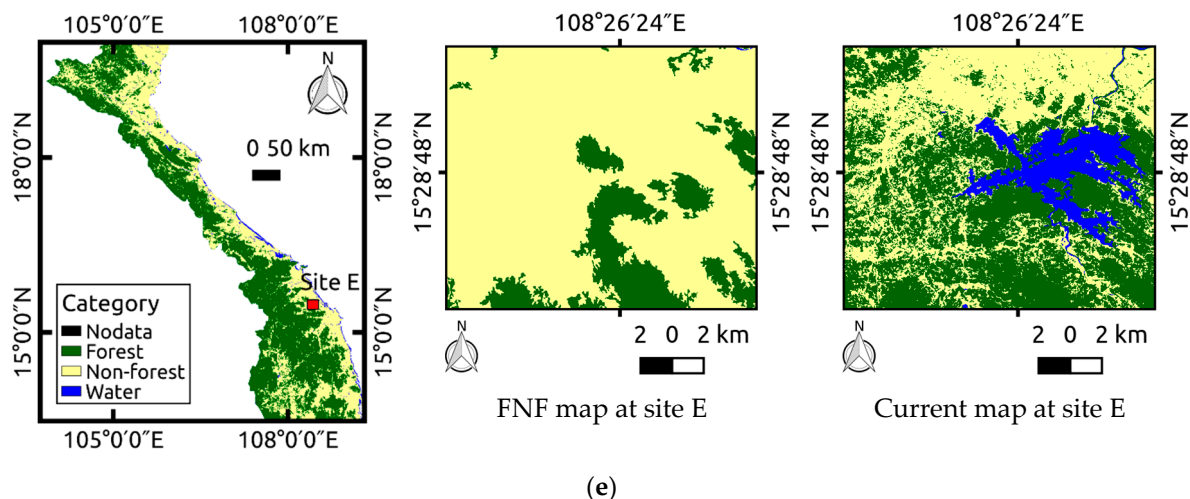 105°0′0″E 108°0′0″E
18°0′0″N
15°0′0″N
N
0 50 km
Site E
Category
Nodata
Forest
Non-forest
Water
18°0′0″N
15°0′0″N
105°0′0″E 108°0′0″E
108°26′24″E
15°28′48″N
N
2 0 2 km
FNF map at site E
108°26′24″E
15°28′48″N
15°28′48″N
N
2 0 2 km
Current map at site E
(e)